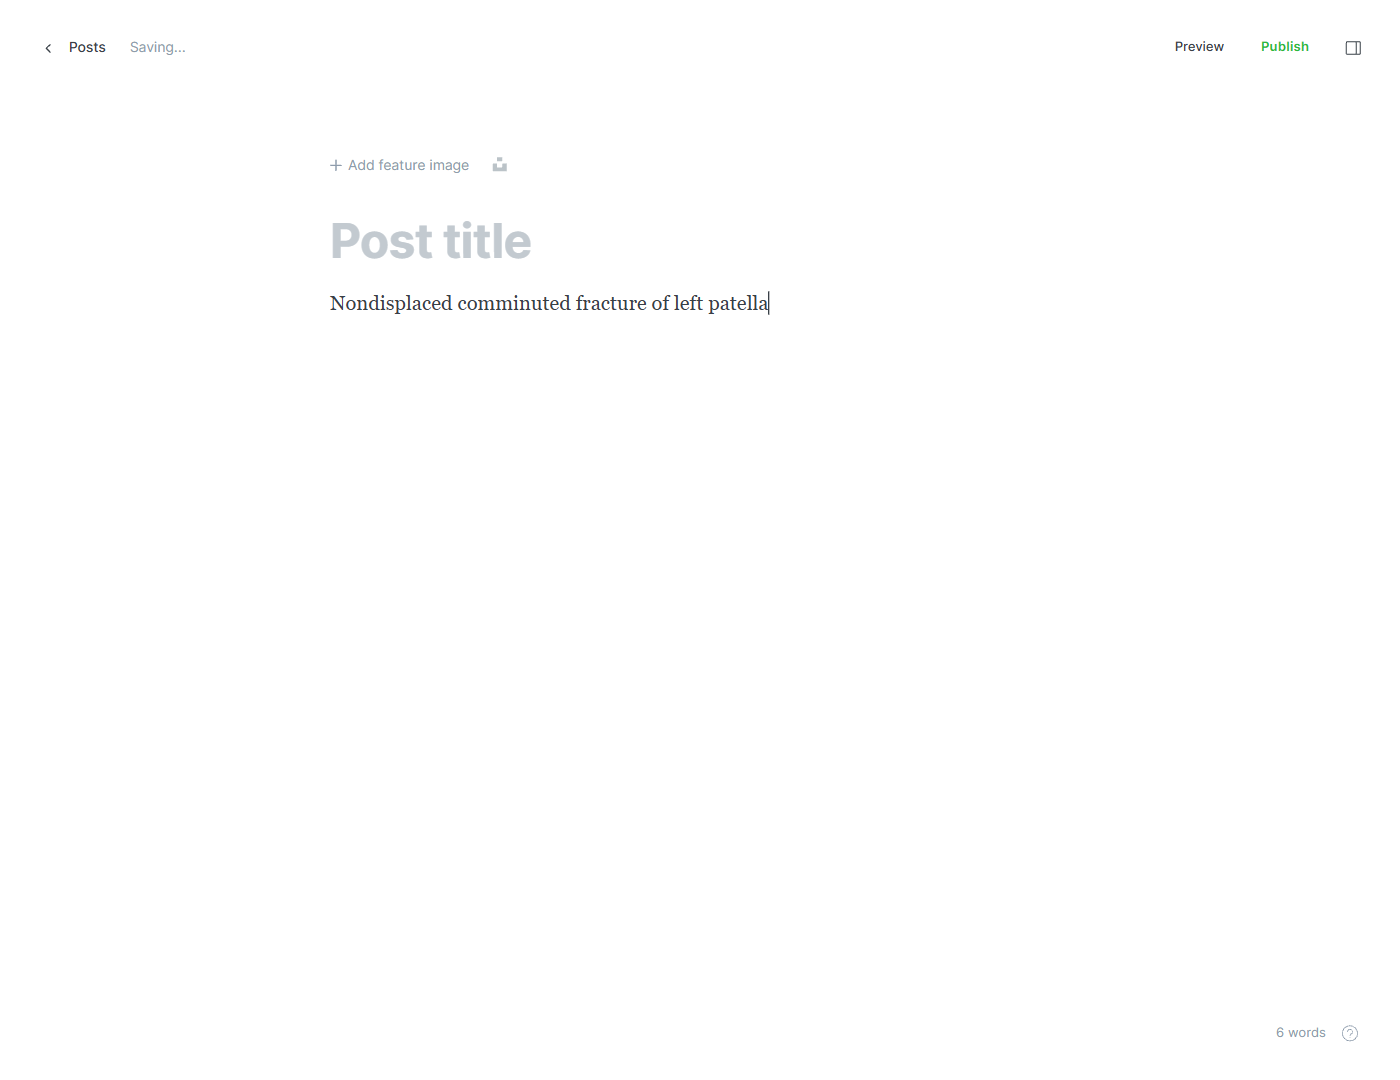 Posts Saving... Preview Publish
Add feature image
Post title
Nondisplaced comminuted fracture of left patella
6 words